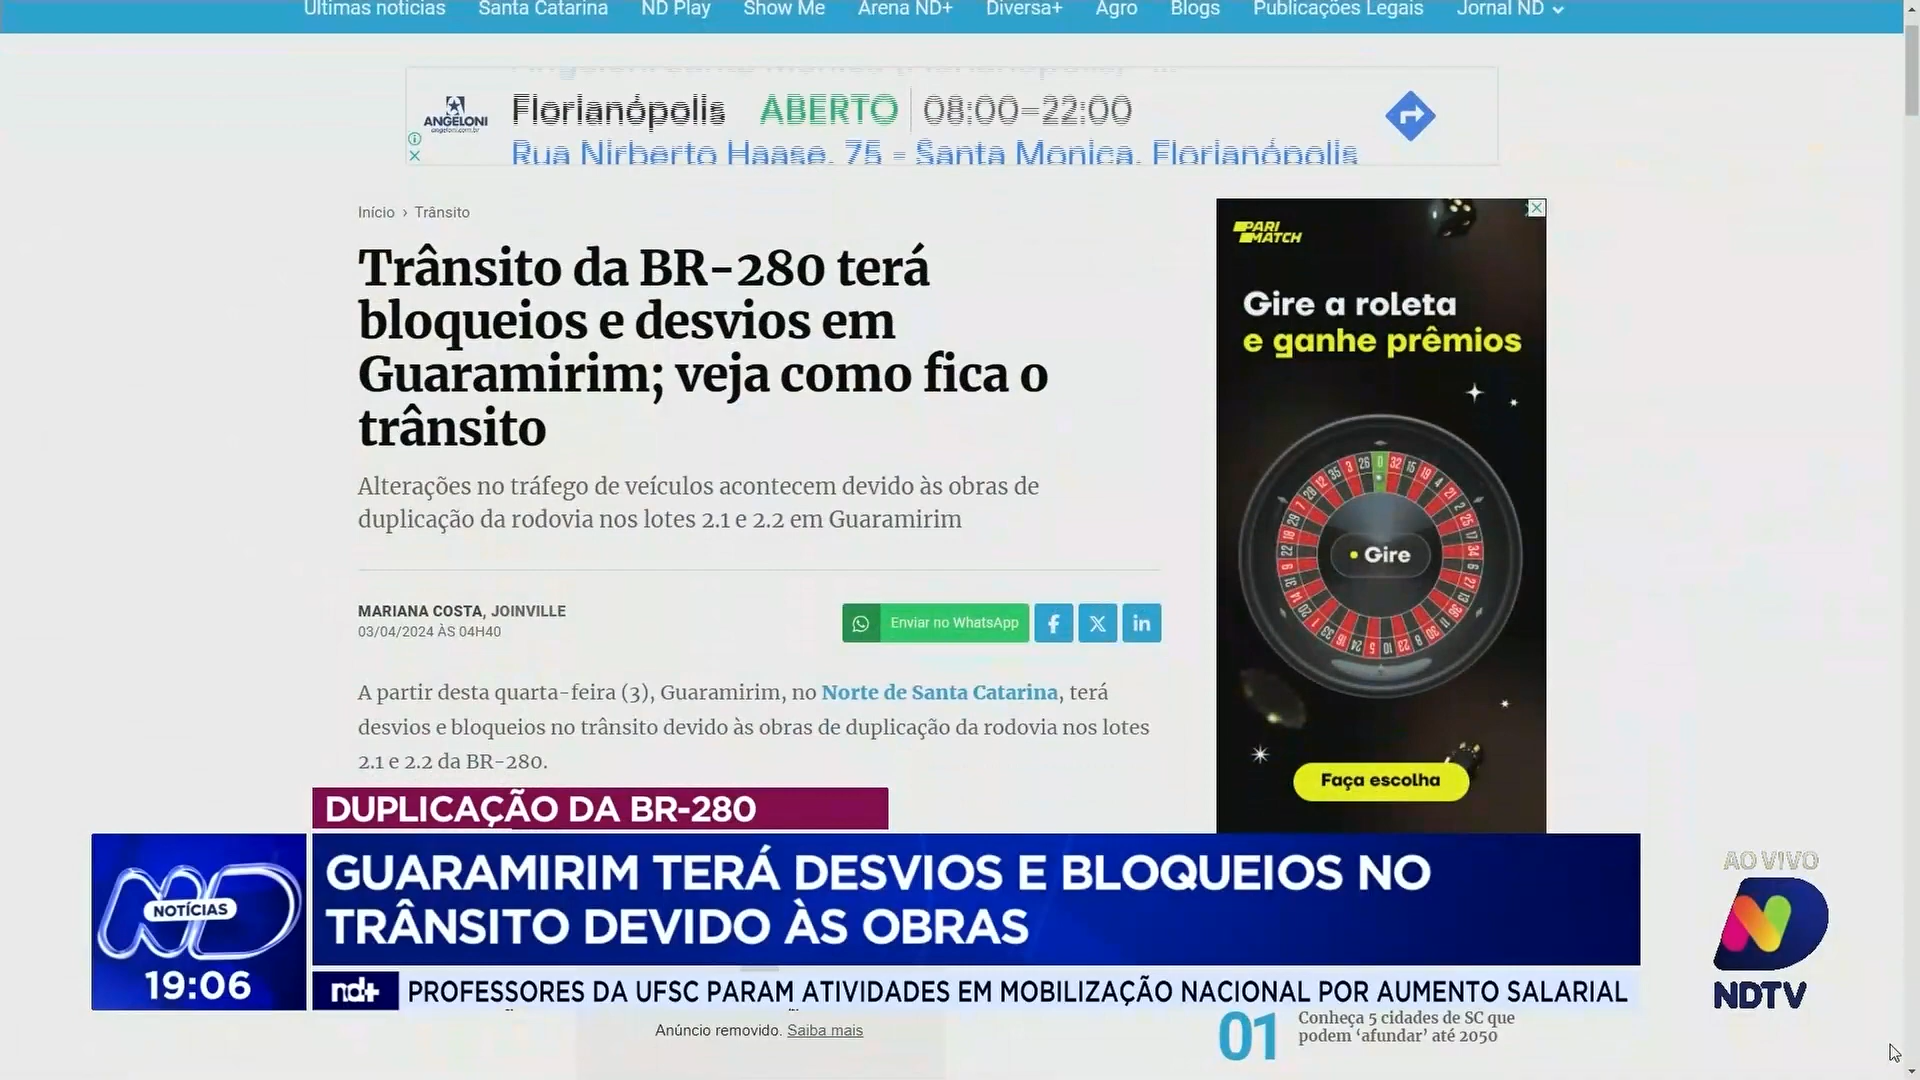 Últimas notícias Santa Catarina ND Play Show Me Arena ND+ Diversa+ Agro Blogs Publicações Legais Jornal ND
ANGELONI
angeloni.com.br
Florianópolis ABERTO 08:00–22:00
Rua Nirberto Haase, 75 - Santa Monica, Florianópolis
Início › Trânsito
Trânsito da BR-280 terá
bloqueios e desvios em
Guaramirim; veja como fica o
trânsito
Alterações no tráfego de veículos acontecem devido às obras de
duplicação da rodovia nos lotes 2.1 e 2.2 em Guaramirim
MARIANA COSTA, JOINVILLE
03/04/2024 ÀS 04H40
Enviar no WhatsApp
A partir desta quarta-feira (3), Guaramirim, no Norte de Santa Catarina, terá
desvios e bloqueios no trânsito devido às obras de duplicação da rodovia nos lotes
2.1 e 2.2 da BR-280.
PARI
MATCH
Gire a roleta
e ganhe prêmios
Gire
Faça escolha
DUPLICAÇÃO DA BR-280
GUARAMIRIM TERÁ DESVIOS E BLOQUEIOS NO
TRÂNSITO DEVIDO ÀS OBRAS
ND
NOTÍCIAS
19:06
nd+ PROFESSORES DA UFSC PARAM ATIVIDADES EM MOBILIZAÇÃO NACIONAL POR AUMENTO SALARIAL
AO VIVO
NDTV
Anúncio removido. Saiba mais
01
Conheça 5 cidades de SC que
podem ‘afundar’ até 2050